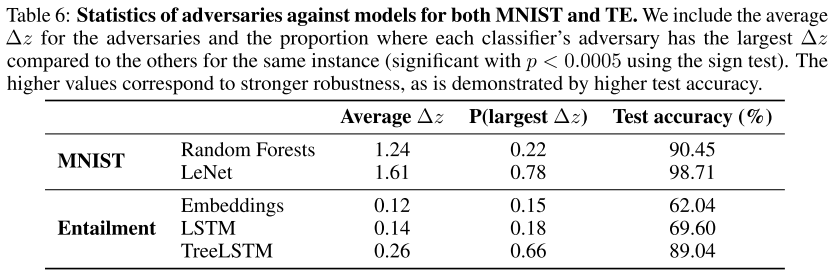 Table 6: Statistics of adversaries against models for both MNIST and TE. We include the average
Δz for the adversaries and the proportion where each classifier's adversary has the largest Δz
compared to the others for the same instance (significant with p < 0.0005 using the sign test). The
higher values correspond to stronger robustness, as is demonstrated by higher test accuracy.
Average Δz P(largest Δz) Test accuracy (%)
MNIST Random Forests 1.24 0.22 90.45
LeNet 1.61 0.78 98.71
Embeddings 0.12 0.15 62.04
Entailment LSTM 0.14 0.18 69.60
TreeLSTM 0.26 0.66 89.04